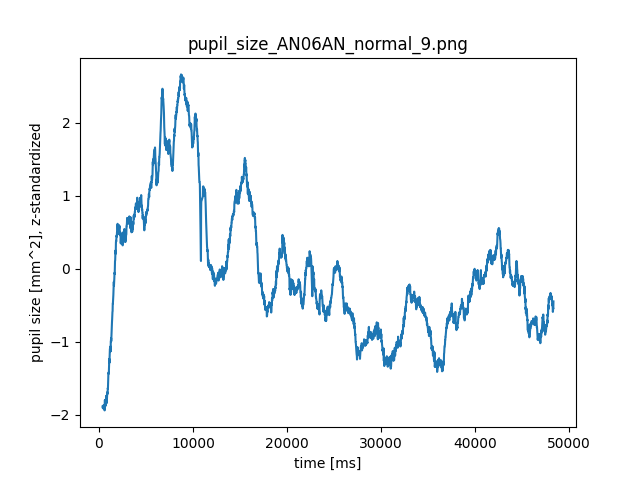 pupil_size_AN06AN_normal_9.png
pupil size [mm^2], z-standardized
2
1
0
−1
−2
0 10000 20000 30000 40000 50000
time [ms]